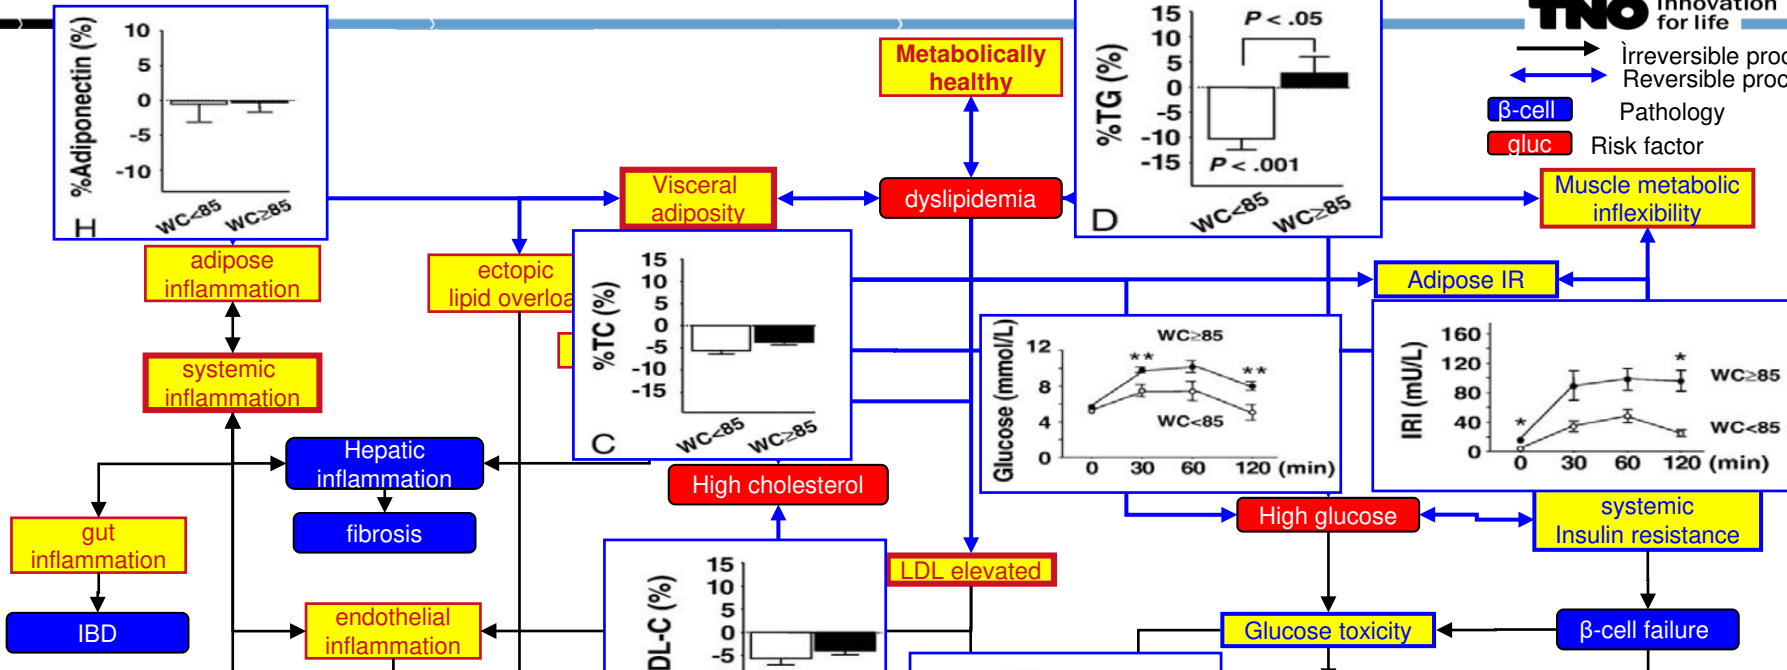 Innovation
TNO for life
Ìrreversible
Reversible
β-cell Pathology
gluc Risk factor
%Adiponectin (%)
10
5
0
-5
-10
WC<85 WC≥85
H
Metabolically
healthy
%TG (%)
15
10
5
0
-5
-10
-15
P < .05
P < .001
WC<85 WC≥85
D
Visceral
adiposity
dyslipidemia
Muscle metabolic
inflexibility
adipose
inflammation
ectopic
lipid
Adipose IR
%TC (%)
15
10
5
0
-5
-10
-15
WC<85 WC≥85
C
Glucose (mmol/L)
12
8
4
0
WC≥85
**
**
WC<85
0 30 60 120 (min)
IRI (mU/L)
160
120
80
40
0
*
*
WC≥85
WC<85
0 30 60 120 (min)
systemic
inflammation
Hepatic
inflammation
fibrosis
High cholesterol
High glucose
systemic
Insulin resistance
gut
inflammation
IBD
LDL elevated
DL-C (%)
15
10
5
0
-5
endothelial
inflammation
Glucose toxicity
β-cell failure